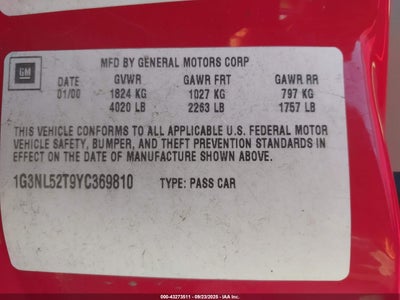 MFD BY GENERAL MOTORS CORP
GM
DATE GVWR GAWR FRT GAWR RR
01/00 1824 KG 1027 KG 797 KG
4020 LB 2263 LB 1757 LB
THIS VEHICLE CONFORMS TO ALL APPLICABLE U.S. FEDERAL MOTOR
VEHICLE SAFETY, BUMPER, AND THEFT PREVENTION STANDARDS IN
EFFECT ON THE DATE OF MANUFACTURE SHOWN ABOVE.
1G3NL52T9YC369810 TYPE: PASS CAR
000-43273511 - 09/23/2025 - IAA Inc.